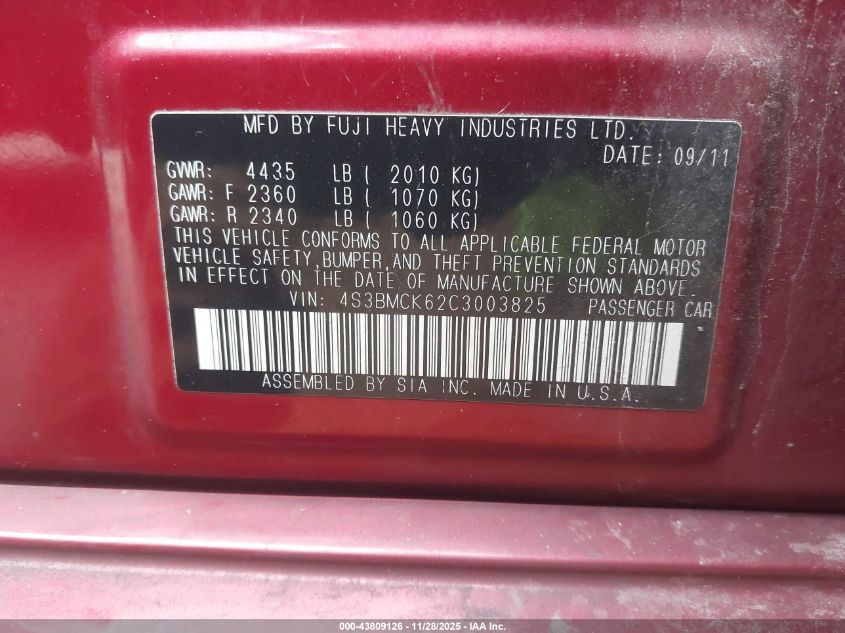 MFD BY FUJI HEAVY INDUSTRIES LTD.
DATE: 09/11
GVWR: 4435 LB ( 2010 KG)
GAWR: F 2360 LB ( 1070 KG)
GAWR: R 2340 LB ( 1060 KG)
THIS VEHICLE CONFORMS TO ALL APPLICABLE FEDERAL MOTOR
VEHICLE SAFETY, BUMPER, AND THEFT PREVENTION STANDARDS
IN EFFECT ON THE DATE OF MANUFACTURE SHOWN ABOVE.
VIN: 4S3BMCK62C3003825 PASSENGER CAR
ASSEMBLED BY SIA INC. MADE IN U.S.A.
000-43809126 - 11/28/2025 - IAA Inc.